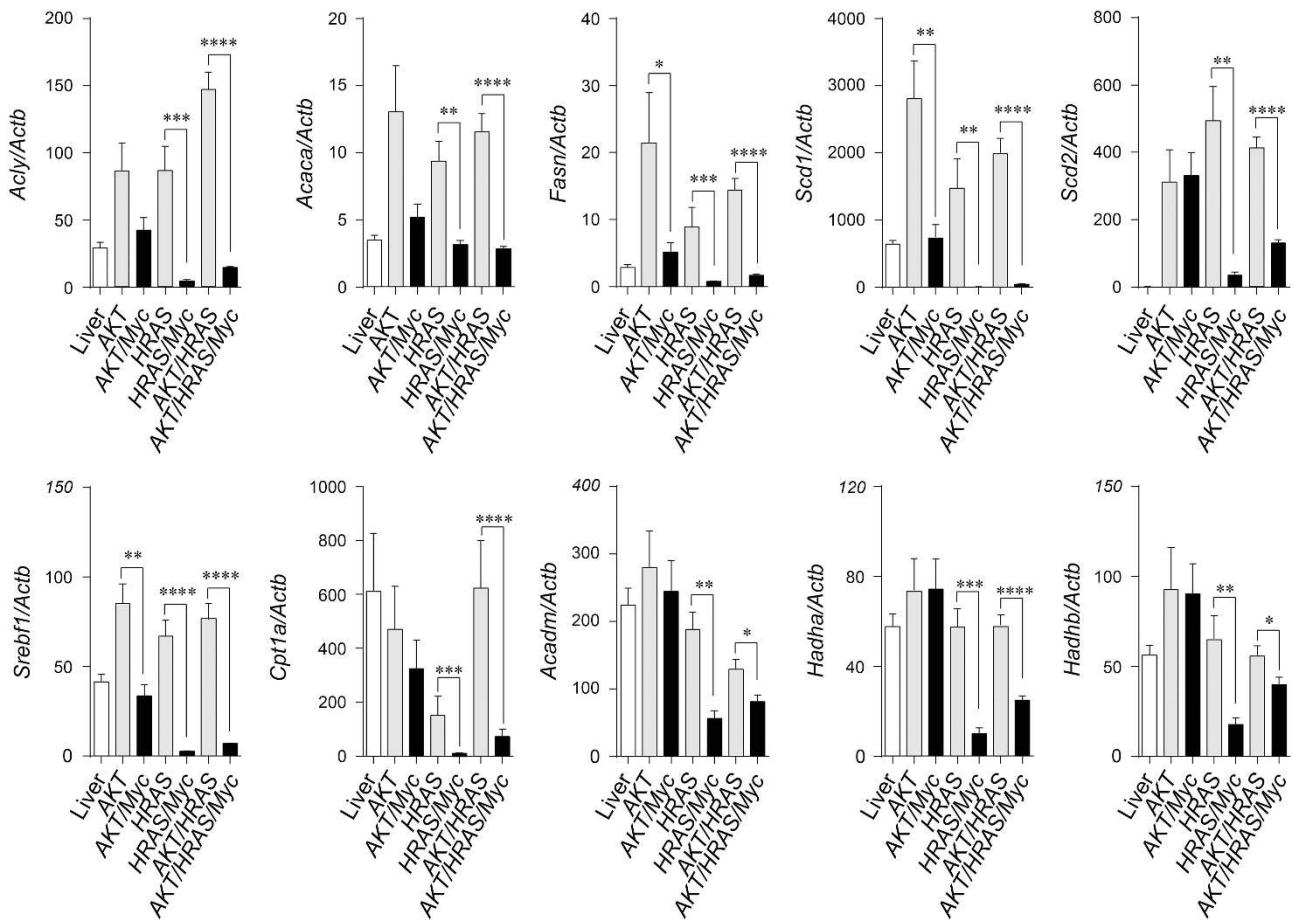 Acly/Actb
200
150
100
50
0
***
****
Liver
AKT
AKT/Myc
HRAS
HRAS/Myc
AKT/HRAS
AKT/HRAS/Myc
Acaca/Actb
20
15
10
5
0
**
****
Liver
AKT
AKT/Myc
HRAS
HRAS/Myc
AKT/HRAS
AKT/HRAS/Myc
Fasn/Actb
40
30
20
10
0
*
***
****
Liver
AKT
AKT/Myc
HRAS
HRAS/Myc
AKT/HRAS
AKT/HRAS/Myc
Scd1/Actb
4000
3000
2000
1000
0
**
**
****
Liver
AKT
AKT/Myc
HRAS
HRAS/Myc
AKT/HRAS
AKT/HRAS/Myc
Scd2/Actb
800
600
400
200
0
**
****
Liver
AKT
AKT/Myc
HRAS
HRAS/Myc
AKT/HRAS
AKT/HRAS/Myc
Srebf1/Actb
150
100
50
0
**
****
****
Liver
AKT
AKT/Myc
HRAS
HRAS/Myc
AKT/HRAS
AKT/HRAS/Myc
Cpt1a/Actb
1000
800
600
400
200
0
***
****
Liver
AKT
AKT/Myc
HRAS
HRAS/Myc
AKT/HRAS
AKT/HRAS/Myc
Acadm/Actb
400
300
200
100
0
**
*
Liver
AKT
AKT/Myc
HRAS
HRAS/Myc
AKT/HRAS
AKT/HRAS/Myc
Hadha/Actb
120
80
40
0
***
****
Liver
AKT
AKT/Myc
HRAS
HRAS/Myc
AKT/HRAS
AKT/HRAS/Myc
Hadhb/Actb
150
100
50
0
**
*
Liver
AKT
AKT/Myc
HRAS
HRAS/Myc
AKT/HRAS
AKT/HRAS/Myc